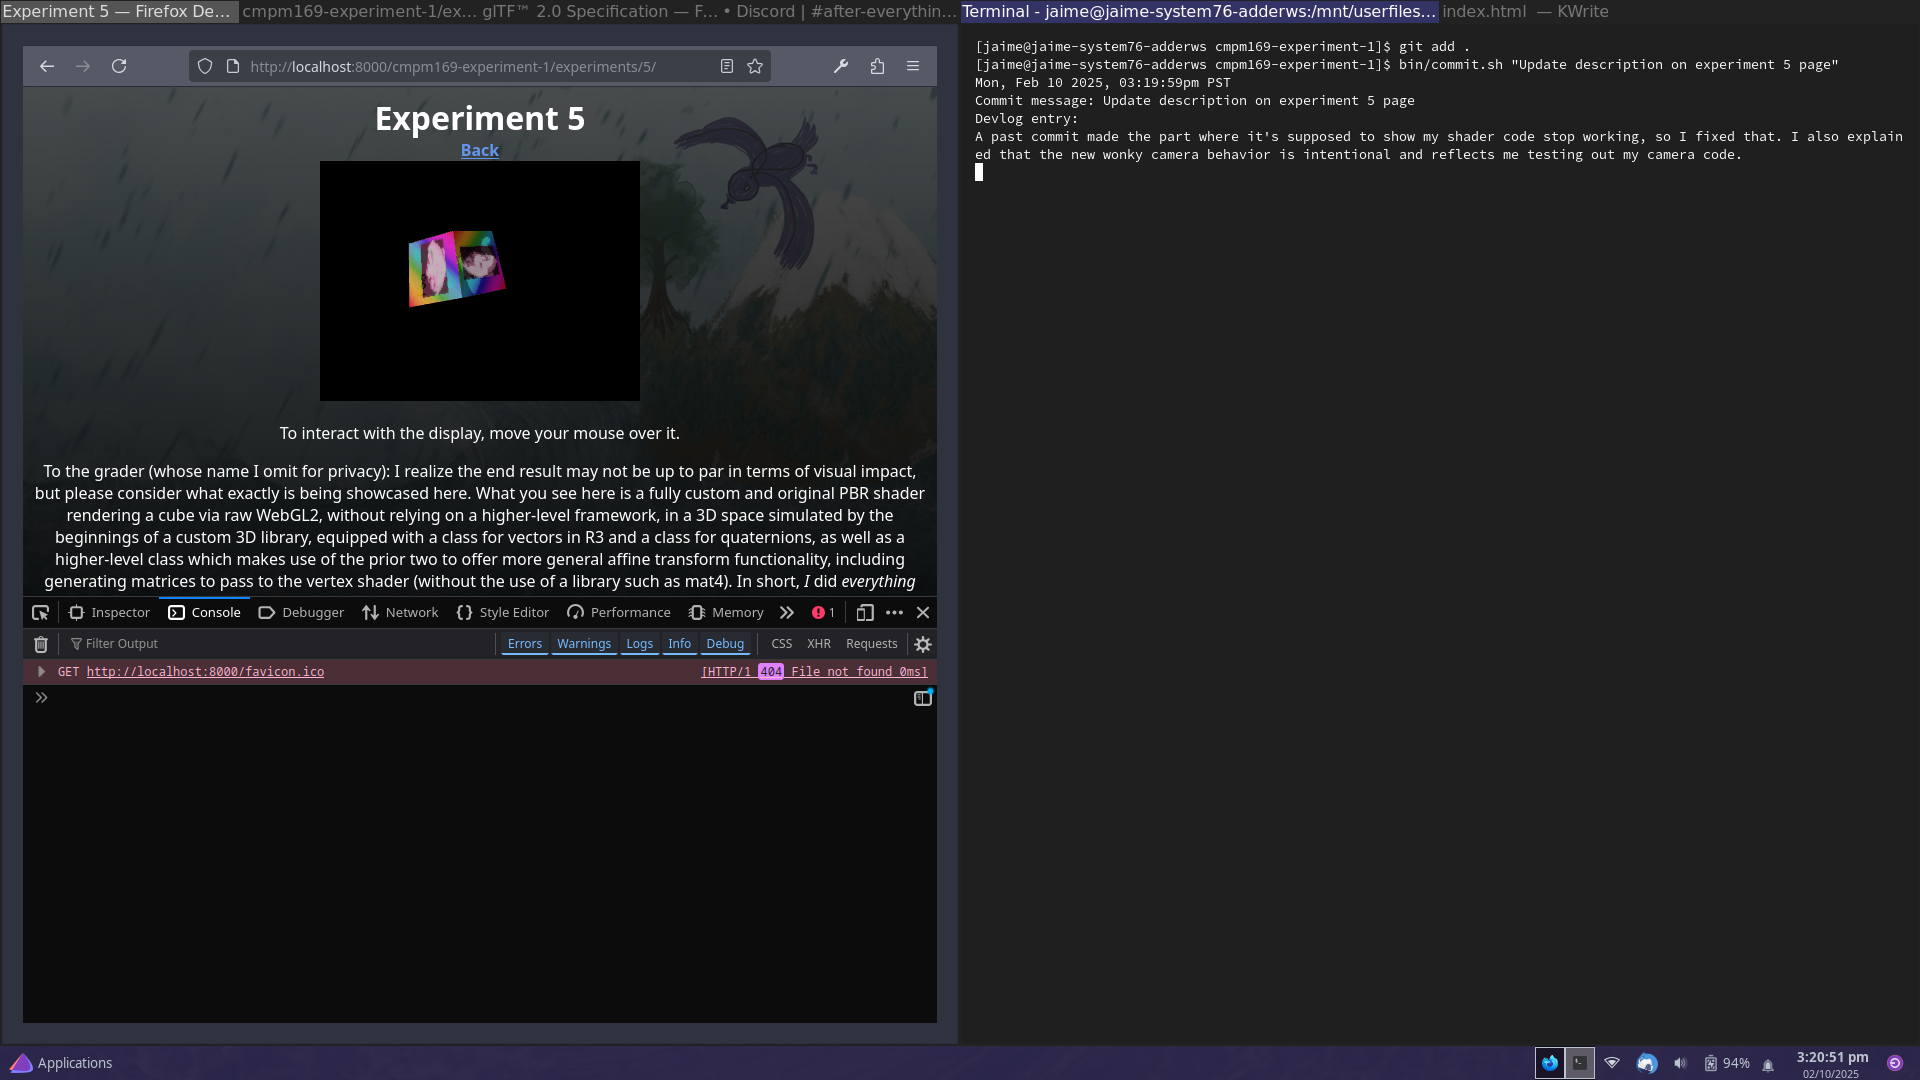 Experiment 5 — Firefox De...
cmpm169-experiment-1/ex...
glTF™ 2.0 Specification — F...
• Discord | #after-everythin...
Terminal - jaime@jaime-system76-adderws:/mnt/userfiles...
index.html — KWrite
http://localhost:8000/cmpm169-experiment-1/experiments/5/
Experiment 5
Back
To interact with the display, move your mouse over it.
To the grader (whose name I omit for privacy): I realize the end result may not be up to par in terms of visual impact,
but please consider what exactly is being showcased here. What you see here is a fully custom and original PBR shader
rendering a cube via raw WebGL2, without relying on a higher-level framework, in a 3D space simulated by the
beginnings of a custom 3D library, equipped with a class for vectors in R3 and a class for quaternions, as well as a
higher-level class which makes use of the prior two to offer more general affine transform functionality, including
generating matrices to pass to the vertex shader (without the use of a library such as mat4). In short, I did everything
Inspector Console Debugger Network Style Editor Performance Memory 1
Filter Output Errors Warnings Logs Info Debug CSS XHR Requests
GET http://localhost:8000/favicon.ico [HTTP/1 404 File not found 0ms]
[jaime@jaime-system76-adderws cmpm169-experiment-1]$ git add .
[jaime@jaime-system76-adderws cmpm169-experiment-1]$ bin/commit.sh "Update description on experiment 5 page"
Mon, Feb 10 2025, 03:19:59pm PST
Commit message: Update description on experiment 5 page
Devlog entry:
A past commit made the part where it's supposed to show my shader code stop working, so I fixed that. I also explain
ed that the new wonky camera behavior is intentional and reflects me testing out my camera code.
Applications
94%
3:20:51 pm
02/10/2025